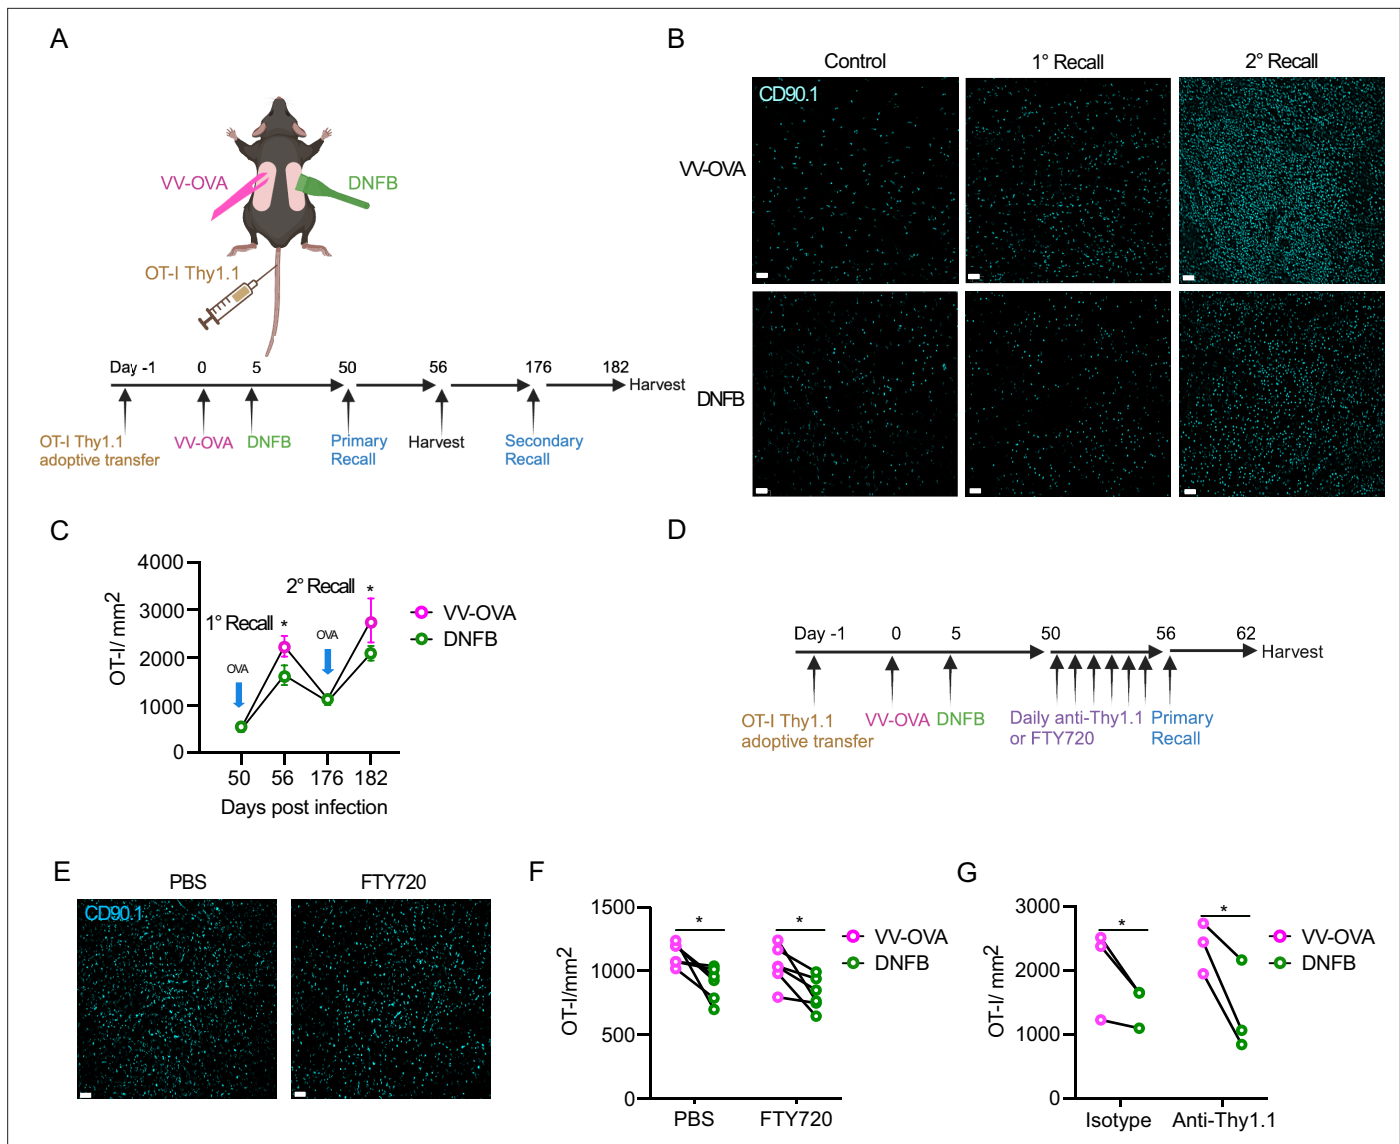 A
VV-OVA
DNFB
OT-I Thy1.1
Day -1 0 5 50 56 176 182
Harvest
OT-I Thy1.1
adoptive transfer
VV-OVA
DNFB
Primary
Recall
Harvest
Secondary
Recall
B
Control 1° Recall 2° Recall
CD90.1
VV-OVA
DNFB
C
4000
3000
2000
1000
0
OT-I/ mm2
1° Recall *
2° Recall *
OVA
OVA
VV-OVA
DNFB
50 56 176 182
Days post infection
D
Day -1 0 5 50 56 62
Harvest
OT-I Thy1.1
adoptive transfer
VV-OVA
DNFB
Daily anti-Thy1.1
or FTY720
Primary
Recall
E
PBS FTY720
CD90.1
F
1500
1000
500
0
OT-I/mm2
* *
VV-OVA
DNFB
PBS FTY720
G
3000
2000
1000
0
OT-I/ mm2
* *
VV-OVA
DNFB
Isotype Anti-Thy1.1